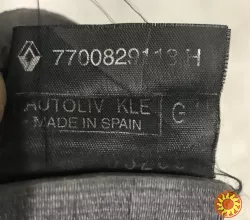 7700829113 H
AUTOLIV KLE G
MADE IN SPAIN